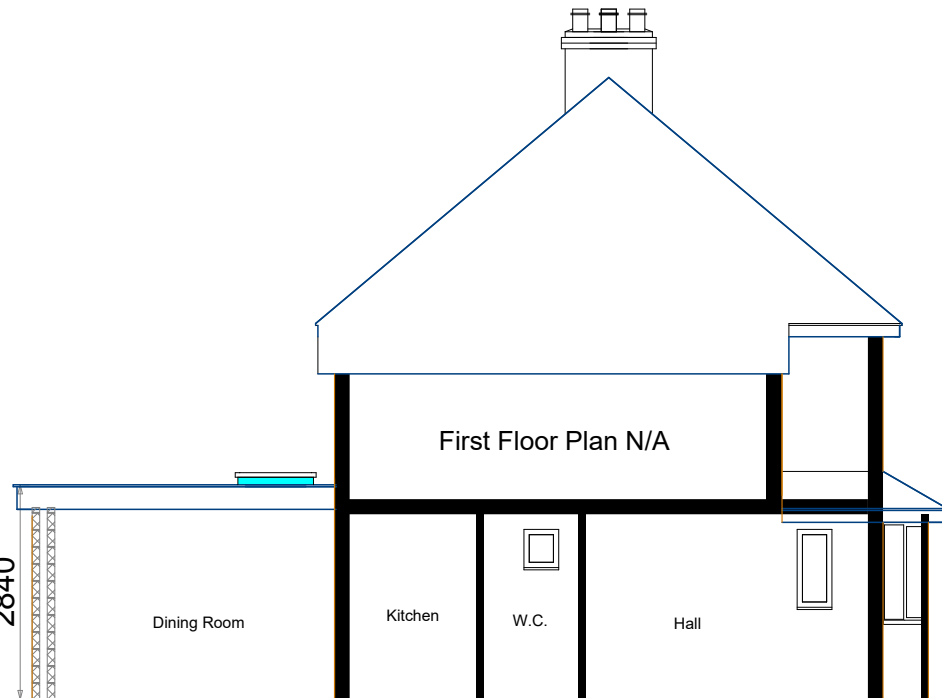 First Floor Plan N/A
2840
Dining Room
Kitchen
W.C.
Hall